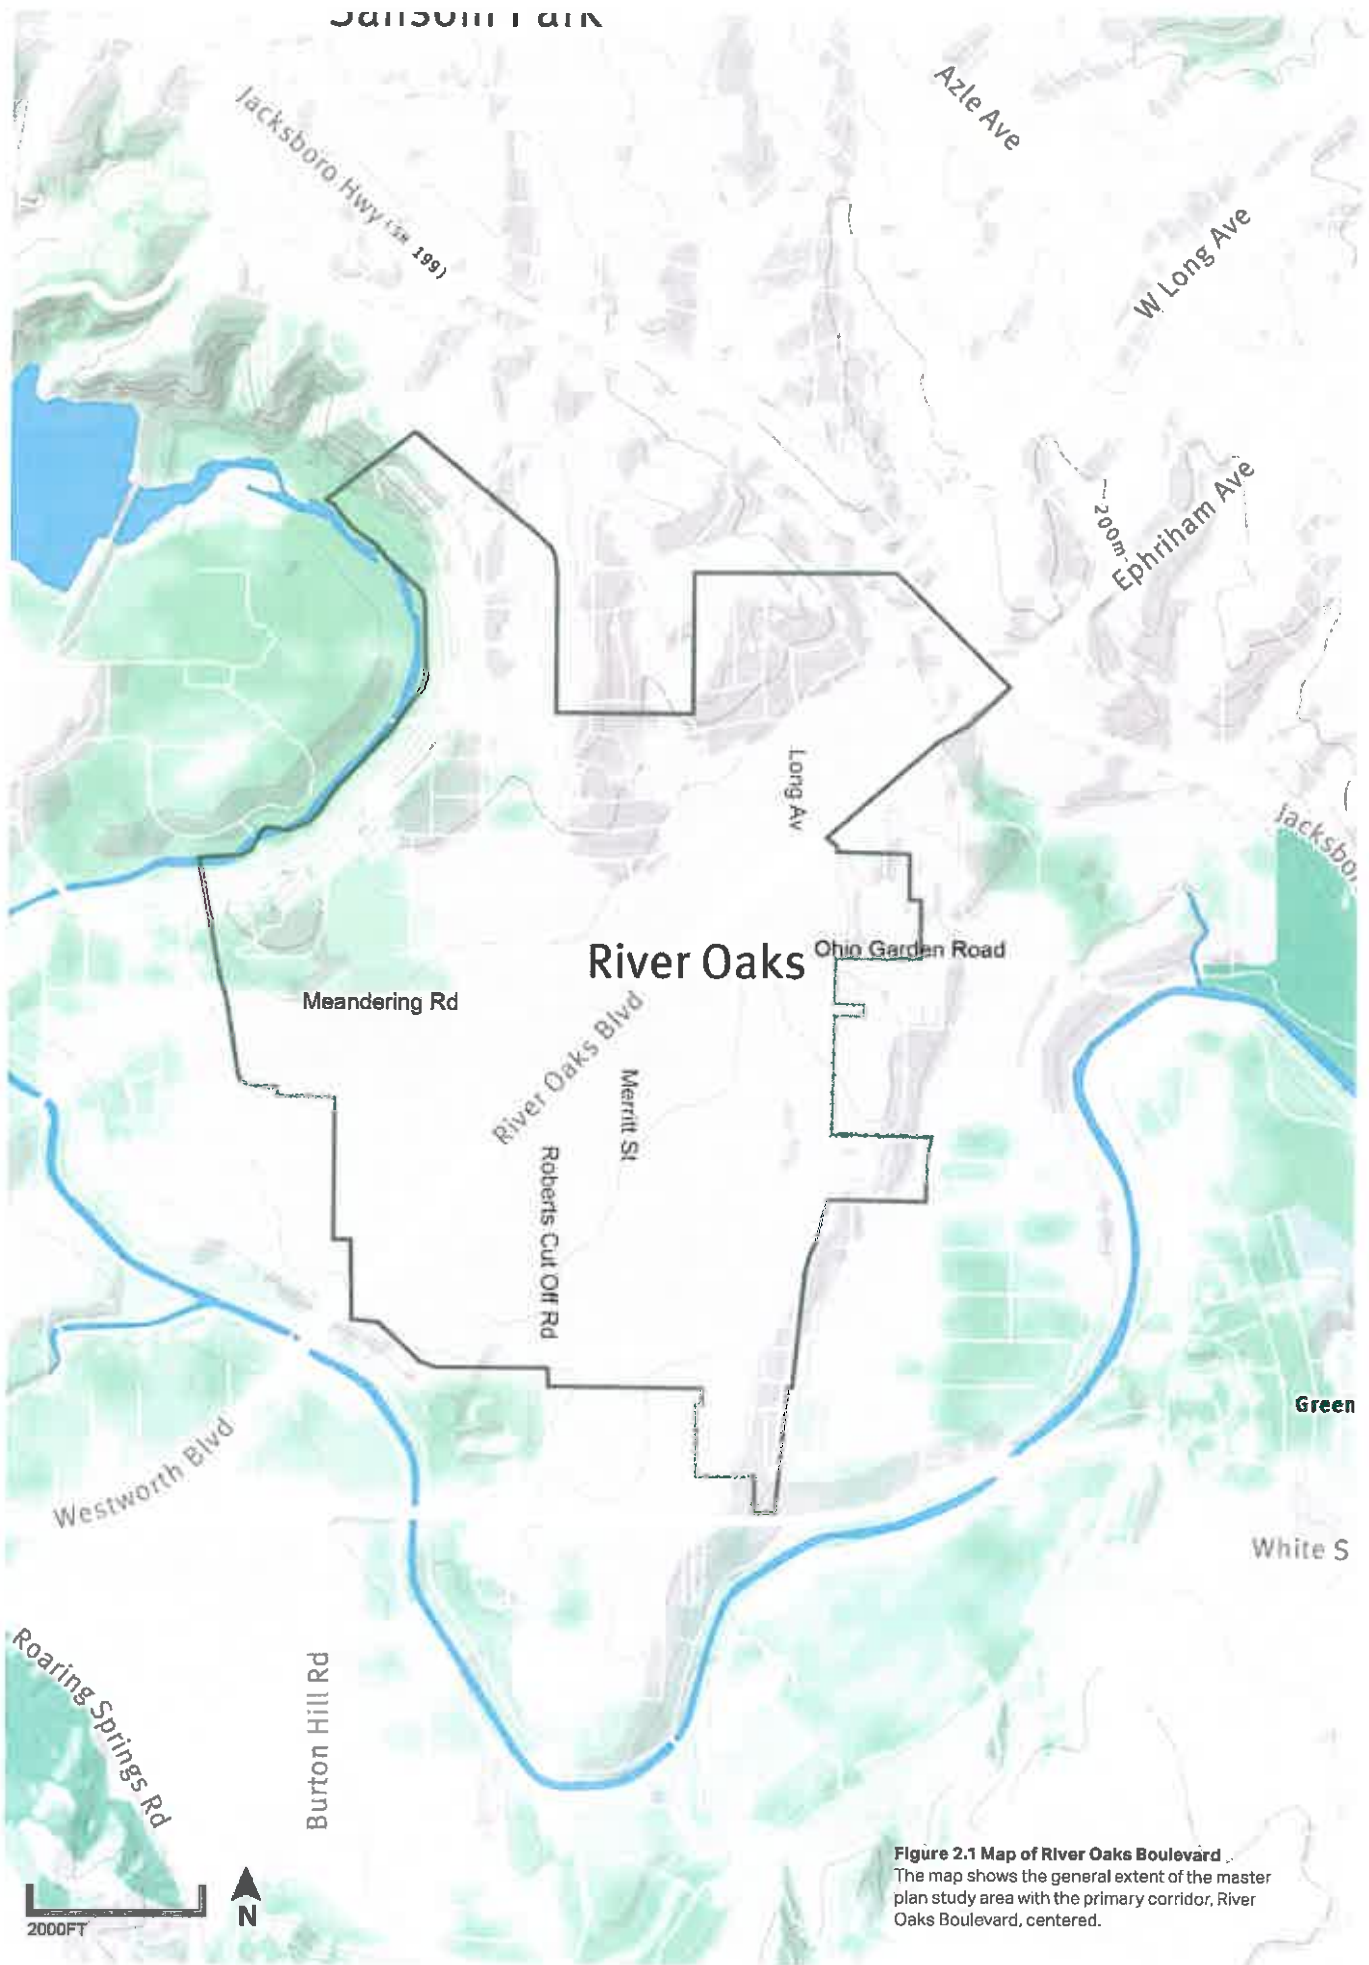 Sansom Park
Azle Ave
Jacksboro Hwy (SH 199)
W Long Ave
200m
Ephriham Ave
Long Av
Jacksbo
River Oaks
Ohio Garden Road
Meandering Rd
River Oaks Blvd
Merritt St
Roberts Cut Off Rd
Green
Westworth Blvd
White S
Roaring Springs Rd
Burton Hill Rd
Figure 2.1 Map of River Oaks Boulevard
The map shows the general extent of the master
plan study area with the primary corridor, River
Oaks Boulevard, centered.
N
2000FT